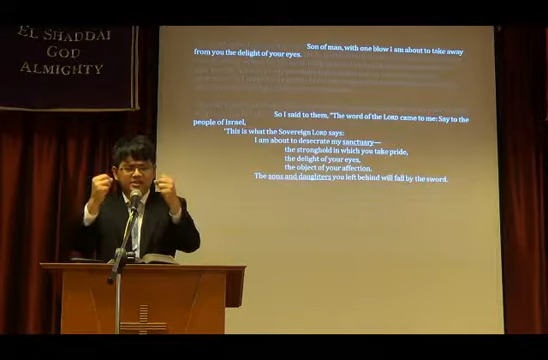 EL SHADDAI
GOD
ALMIGHTY
Son of man, with one blow I am about to take away
from you the delight of your eyes.
So I said to them, "The word of the LORD came to me: Say to the
people of Israel,
'This is what the Sovereign LORD says:
I am about to desecrate my sanctuary—
the stronghold in which you take pride,
the delight of your eyes,
the object of your affection.
The sons and daughters you left behind will fall by the sword.